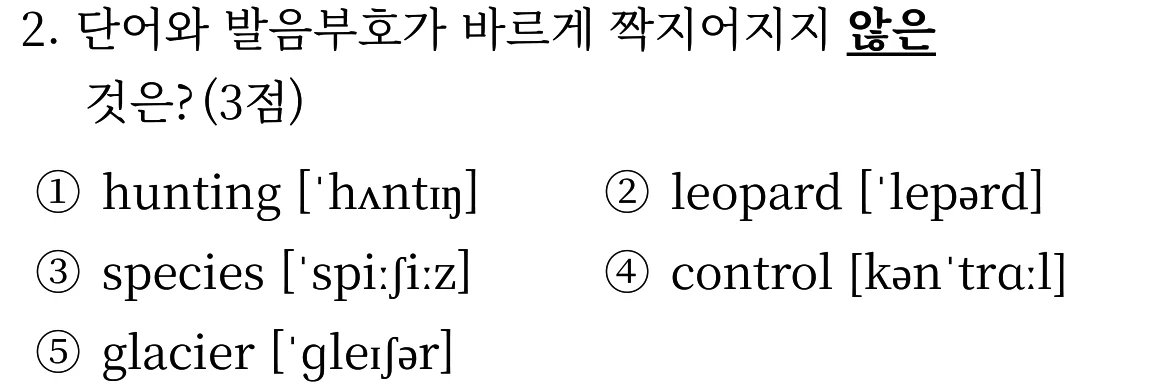 2. 단어와 발음부호가 바르게 짝지어지지 않은
것은? (3점)
① hunting [ˈhʌntɪŋ] ② leopard [ˈlepərd]
③ species [ˈspiːʃiːz] ④ control [kənˈtrɑːl]
⑤ glacier [ˈɡleɪʃər]